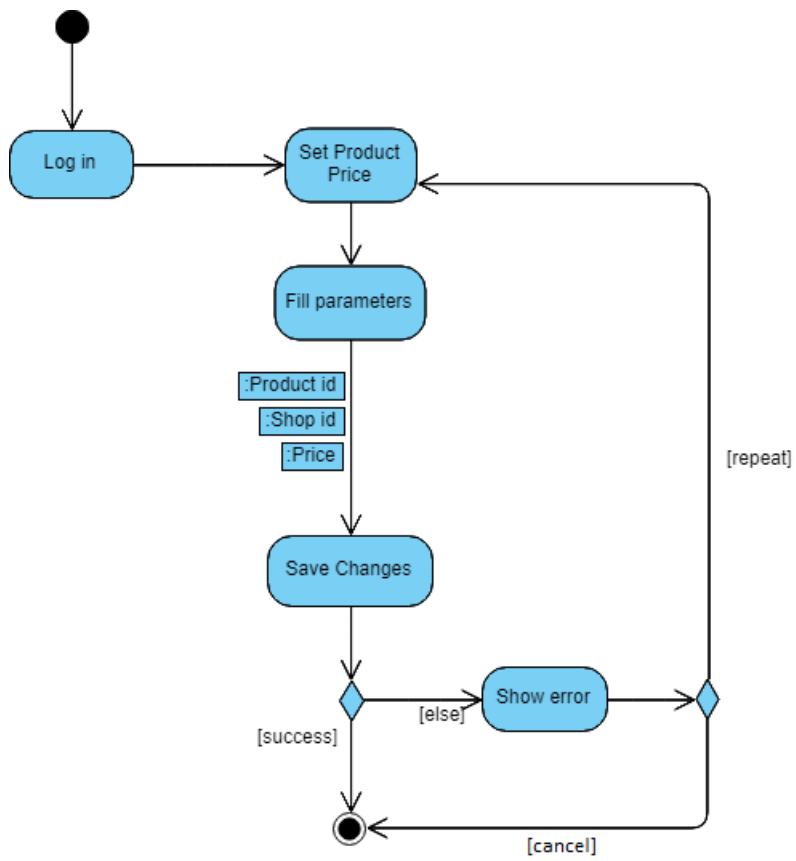 Log in
Set Product
Price
Fill parameters
:Product id
:Shop id
:Price
[repeat]
Save Changes
Show error
[else]
[success]
[cancel]